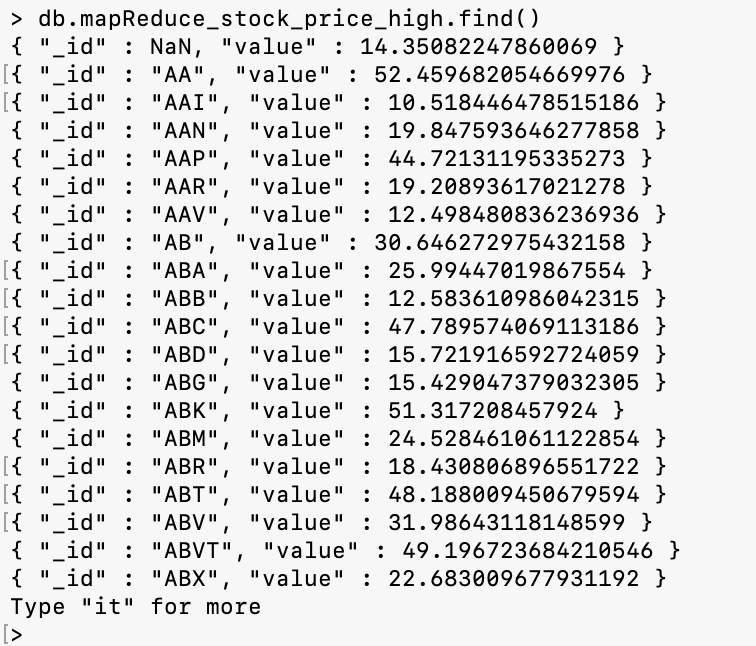 > db.mapReduce_stock_price_high.find()
{ "_id" : NaN, "value" : 14.35082247860069 }
[{ "_id" : "AA", "value" : 52.459682054669976 }
[{ "_id" : "AAI", "value" : 10.518446478515186 }
{ "_id" : "AAN", "value" : 19.847593646277858 }
{ "_id" : "AAP", "value" : 44.72131195335273 }
{ "_id" : "AAR", "value" : 19.20893617021278 }
{ "_id" : "AAV", "value" : 12.498480836236936 }
{ "_id" : "AB", "value" : 30.646272975432158 }
[{ "_id" : "ABA", "value" : 25.99447019867554 }
[{ "_id" : "ABB", "value" : 12.583610986042315 }
[{ "_id" : "ABC", "value" : 47.789574069113186 }
[{ "_id" : "ABD", "value" : 15.721916592724059 }
{ "_id" : "ABG", "value" : 15.429047379032305 }
{ "_id" : "ABK", "value" : 51.317208457924 }
{ "_id" : "ABM", "value" : 24.528461061122854 }
[{ "_id" : "ABR", "value" : 18.430806896551722 }
[{ "_id" : "ABT", "value" : 48.188009450679594 }
[{ "_id" : "ABV", "value" : 31.98643118148599 }
{ "_id" : "ABVT", "value" : 49.196723684210546 }
{ "_id" : "ABX", "value" : 22.683009677931192 }
Type "it" for more
[>